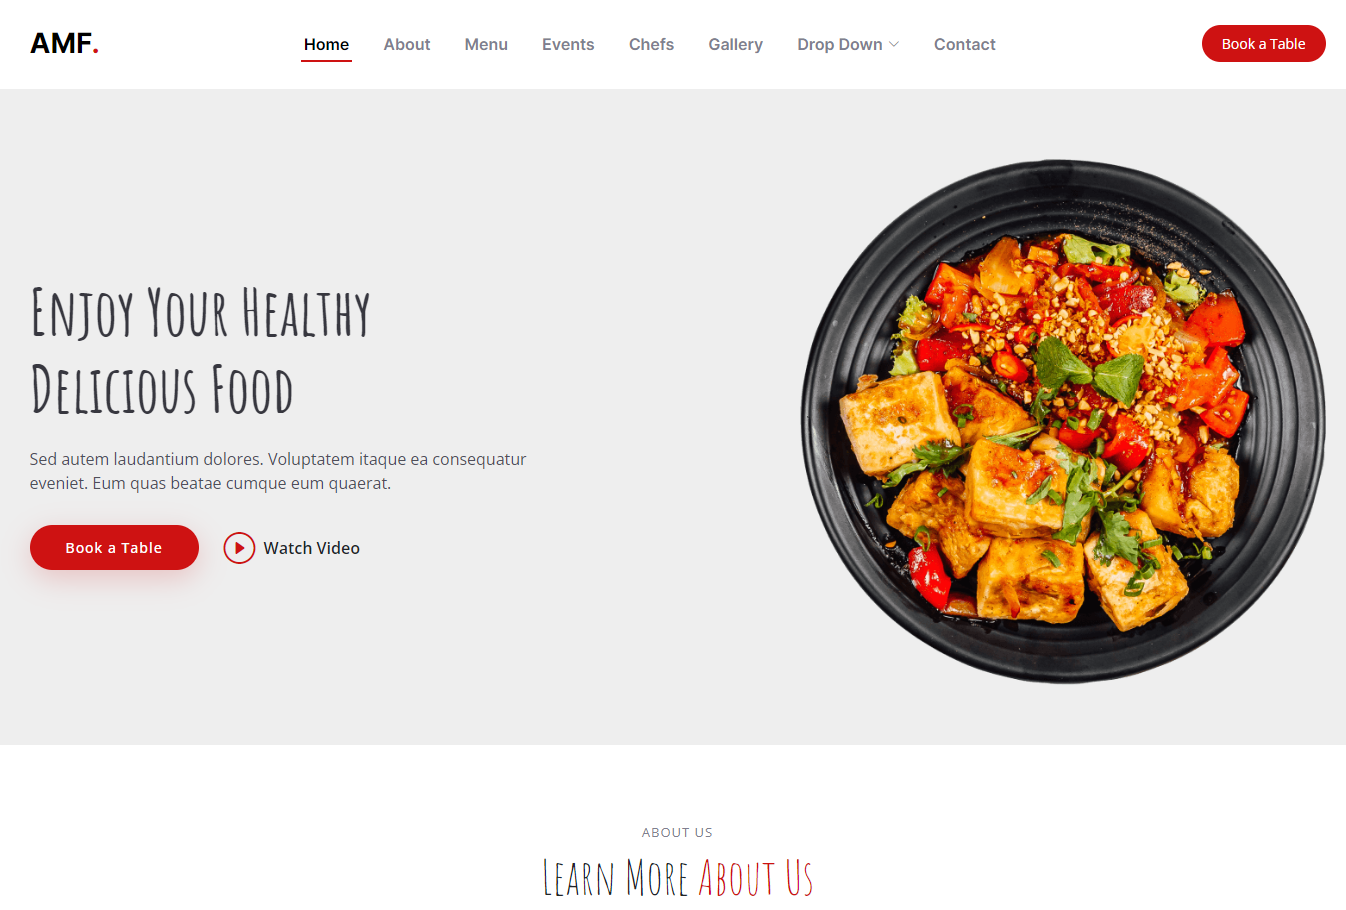 AMF.
Home About Menu Events Chefs Gallery Drop Down Contact
Book a Table
Enjoy Your Healthy
Delicious Food
Sed autem laudantium dolores. Voluptatem itaque ea consequatur
eveniet. Eum quas beatae cumque eum quaerat.
Book a Table
Watch Video
ABOUT US
Learn More About Us